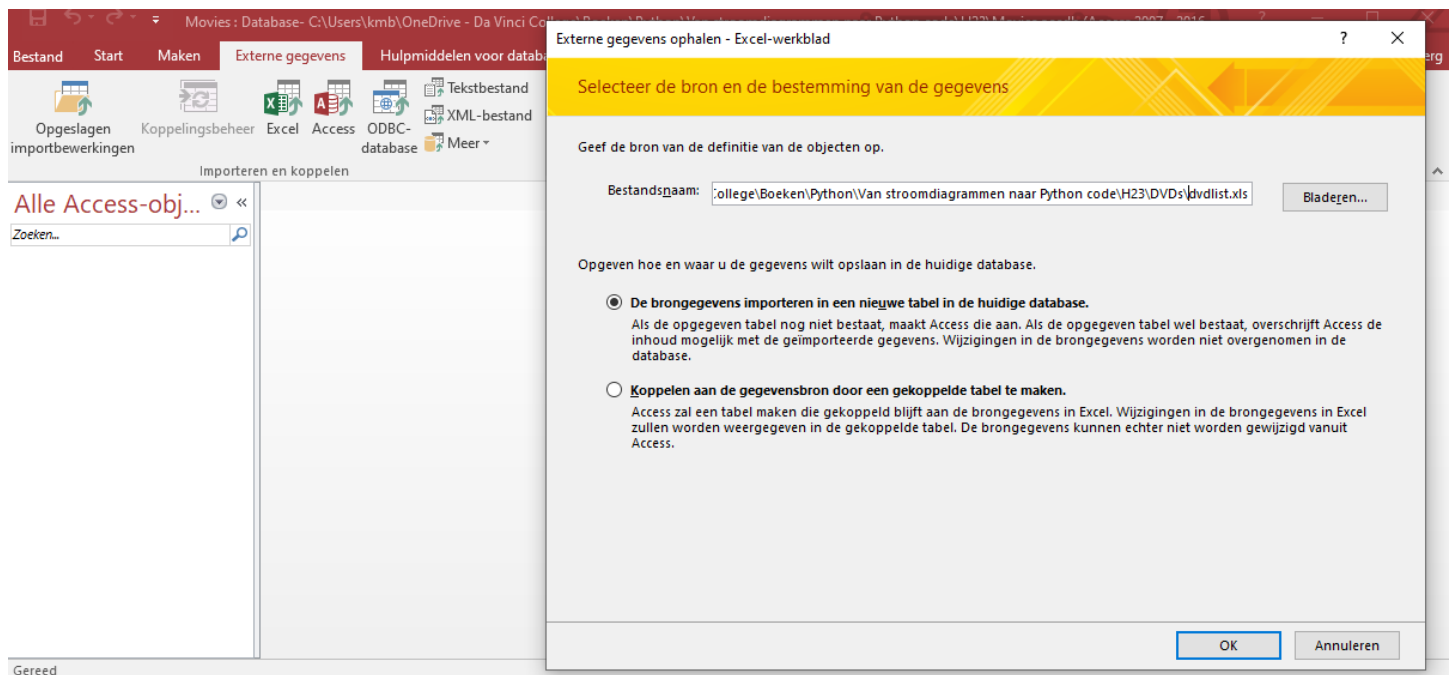 Movies : Database- C:\Users\kmb\OneDrive - Da Vinci Co
Bestand Start Maken Externe gegevens Hulpmiddelen voor databa
erg
Opgeslagen importbewerkingen
Koppelingsbeheer
Excel
Access
ODBC-database
Tekstbestand
XML-bestand
Meer
Importeren en koppelen
Alle Access-obj... «
Zoeken...
Gereed
Externe gegevens ophalen - Excel-werkblad ?
Selecteer de bron en de bestemming van de gegevens
Geef de bron van de definitie van de objecten op.
Bestandsnaam: :ollege\Boeken\Python\Van stroomdiagrammen naar Python code\H23\DVDs\dvdlist.xls Bladeren...
Opgeven hoe en waar u de gegevens wilt opslaan in de huidige database.
De brongegevens importeren in een nieuwe tabel in de huidige database.
Als de opgegeven tabel nog niet bestaat, maakt Access die aan. Als de opgegeven tabel wel bestaat, overschrijft Access de
inhoud mogelijk met de geïmporteerde gegevens. Wijzigingen in de brongegevens worden niet overgenomen in de
database.
Koppelen aan de gegevensbron door een gekoppelde tabel te maken.
Access zal een tabel maken die gekoppeld blijft aan de brongegevens in Excel. Wijzigingen in de brongegevens in Excel
zullen worden weergegeven in de gekoppelde tabel. De brongegevens kunnen echter niet worden gewijzigd vanuit
Access.
OK Annuleren